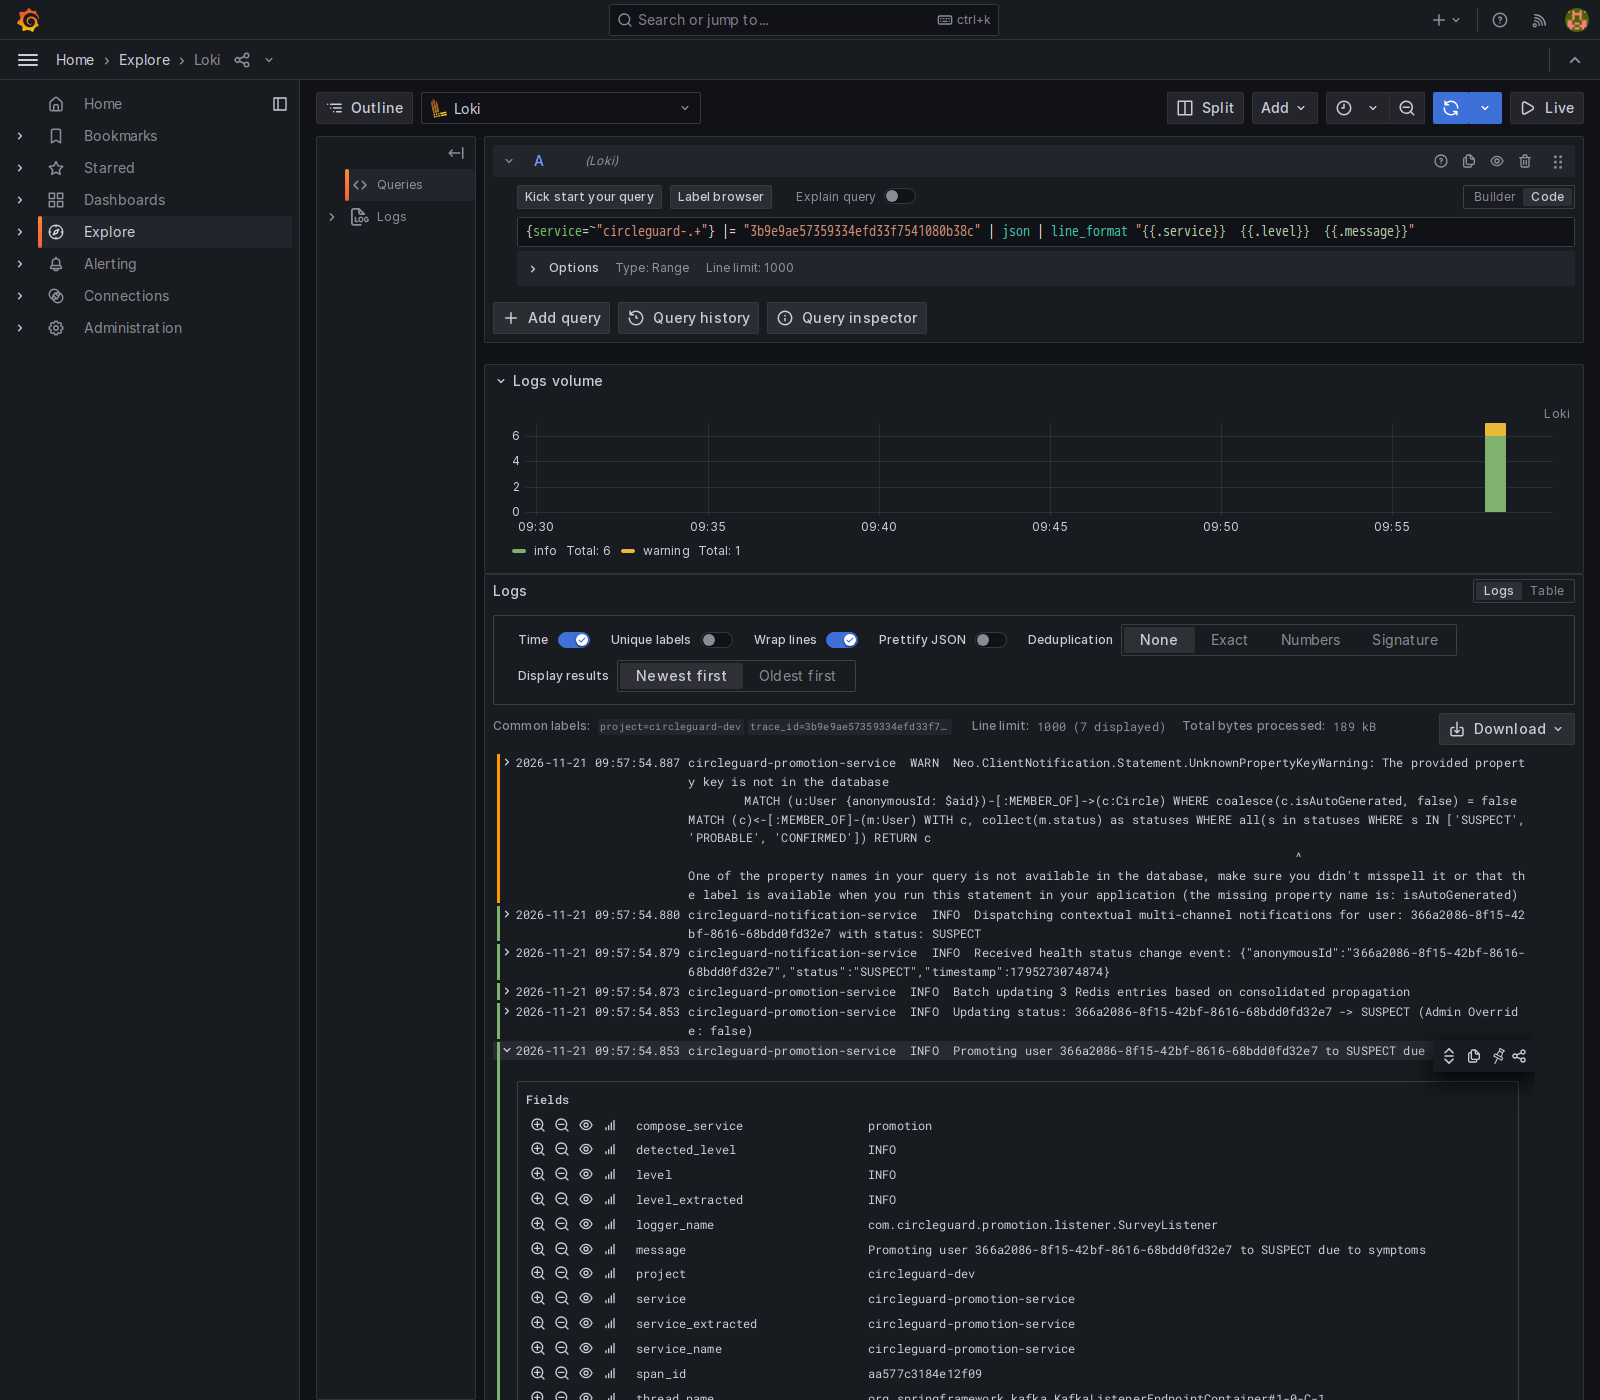 Search or jump to...
ctrl+k
Home › Explore › Loki
Home
Bookmarks
Starred
Dashboards
Explore
Alerting
Connections
Administration
Outline
Loki
Split
Add
Live
Queries
Logs
A
(Loki)
Kick start your query
Label browser
Explain query
Builder
Code
{service=~"circleguard-.+"} |= "3b9e9ae57359334efd33f7541080b38c" | json | line_format "{{.service}}  {{.level}}  {{.message}}"
Options
Type: Range
Line limit: 1000
Add query
Query history
Query inspector
Logs volume
Loki
6
4
2
0
09:30
09:35
09:40
09:45
09:50
09:55
info Total: 6
warning Total: 1
Logs
Logs
Table
Time
Unique labels
Wrap lines
Prettify JSON
Deduplication
None
Exact
Numbers
Signature
Display results
Newest first
Oldest first
Common labels: project=circleguard-dev trace_id=3b9e9ae57359334efd33f7…
Line limit: 1000 (7 displayed)
Total bytes processed: 189 kB
Download
2026-11-21 09:57:54.887 circleguard-promotion-service  WARN  Neo.ClientNotification.Statement.UnknownPropertyKeyWarning: The provided propert
y key is not in the database
MATCH (u:User {anonymousId: $aid})-[:MEMBER_OF]->(c:Circle) WHERE coalesce(c.isAutoGenerated, false) = false
MATCH (c)<-[:MEMBER_OF]-(m:User) WITH c, collect(m.status) as statuses WHERE all(s in statuses WHERE s IN ['SUSPECT',
'PROBABLE', 'CONFIRMED']) RETURN c
^
One of the property names in your query is not available in the database, make sure you didn't misspell it or that th
e label is available when you run this statement in your application (the missing property name is: isAutoGenerated)
2026-11-21 09:57:54.880 circleguard-notification-service  INFO  Dispatching contextual multi-channel notifications for user: 366a2086-8f15-42
bf-8616-68bdd0fd32e7 with status: SUSPECT
2026-11-21 09:57:54.879 circleguard-notification-service  INFO  Received health status change event: {"anonymousId":"366a2086-8f15-42bf-8616-
68bdd0fd32e7","status":"SUSPECT","timestamp":1795273074874}
2026-11-21 09:57:54.873 circleguard-promotion-service  INFO  Batch updating 3 Redis entries based on consolidated propagation
2026-11-21 09:57:54.853 circleguard-promotion-service  INFO  Updating status: 366a2086-8f15-42bf-8616-68bdd0fd32e7 -> SUSPECT (Admin Overrid
e: false)
2026-11-21 09:57:54.853 circleguard-promotion-service  INFO  Promoting user 366a2086-8f15-42bf-8616-68bdd0fd32e7 to SUSPECT due
Fields
compose_service promotion
detected_level INFO
level INFO
level_extracted INFO
logger_name com.circleguard.promotion.listener.SurveyListener
message Promoting user 366a2086-8f15-42bf-8616-68bdd0fd32e7 to SUSPECT due to symptoms
project circleguard-dev
service circleguard-promotion-service
service_extracted circleguard-promotion-service
service_name circleguard-promotion-service
span_id aa577c3184e12f09
thread_name org.springframework.kafka.KafkaListenerEndpointContainer#1-0-C-1